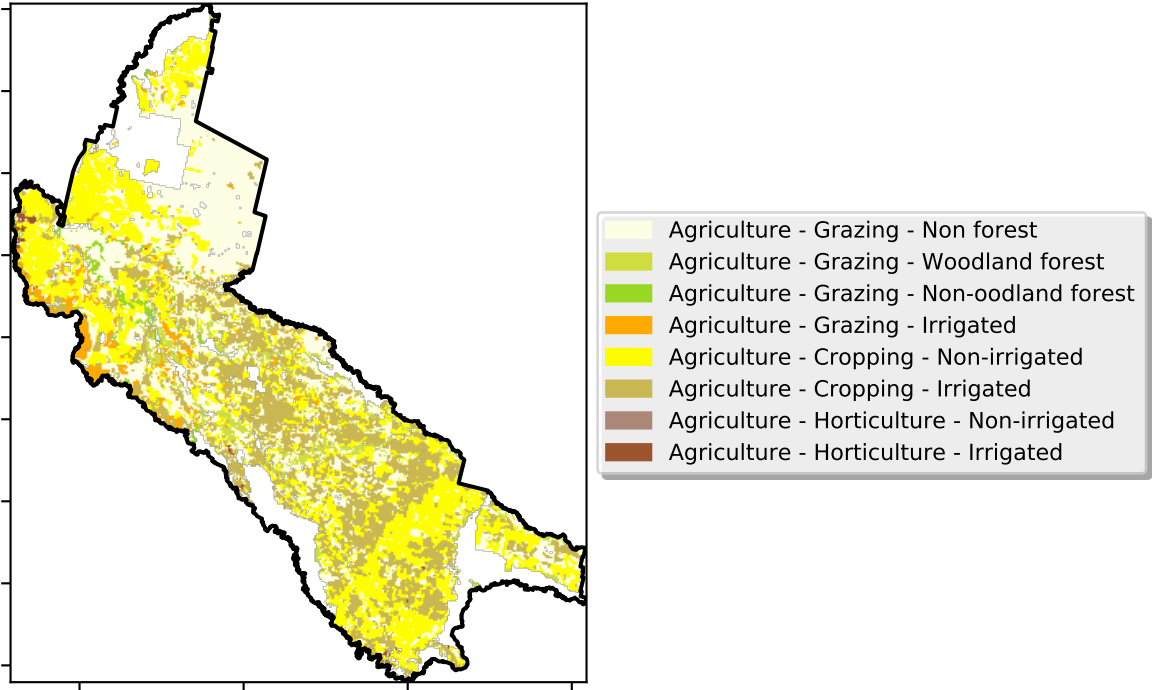 Agriculture - Grazing - Non forest
Agriculture - Grazing - Woodland forest
Agriculture - Grazing - Non-oodland forest
Agriculture - Grazing - Irrigated
Agriculture - Cropping - Non-irrigated
Agriculture - Cropping - Irrigated
Agriculture - Horticulture - Non-irrigated
Agriculture - Horticulture - Irrigated